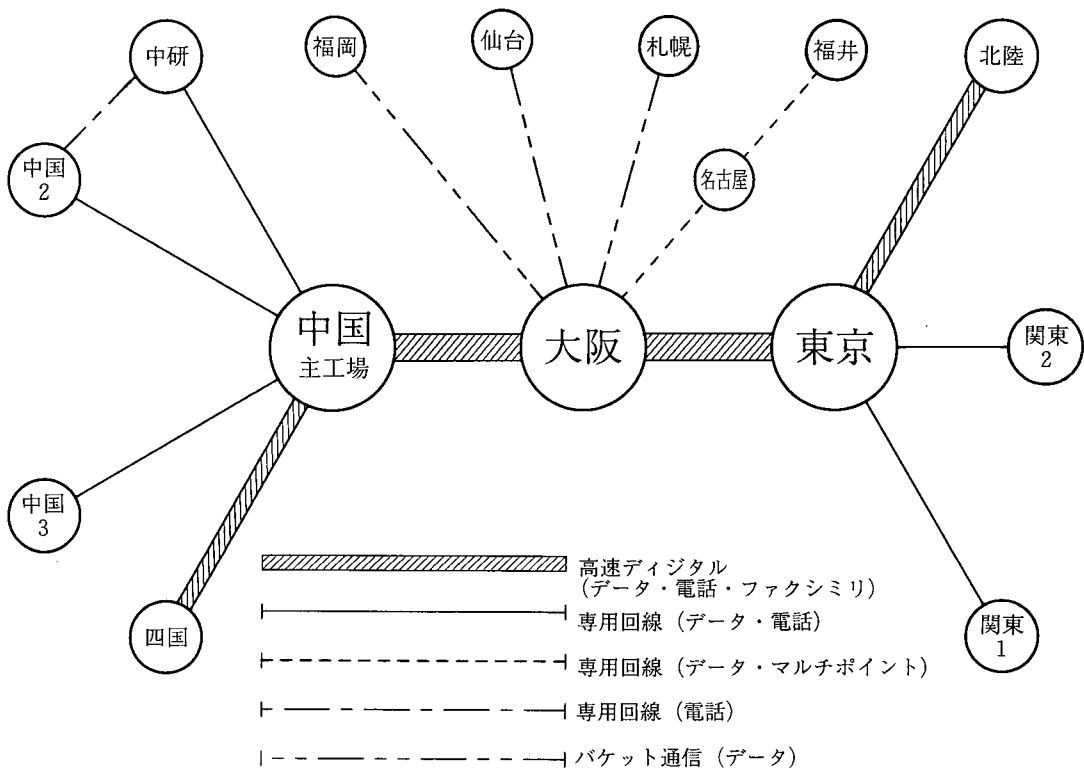 中研
福岡
仙台
札幌
福井
北陸
中国
2
名古屋
中国
主工場
大阪
東京
関東
2
中国
3
四国
関東
1
高速ディジタル
(データ・電話・ファクシミリ)
専用回線 (データ・電話)
専用回線 (データ・マルチポイント)
専用回線 (電話)
パケット通信 (データ)